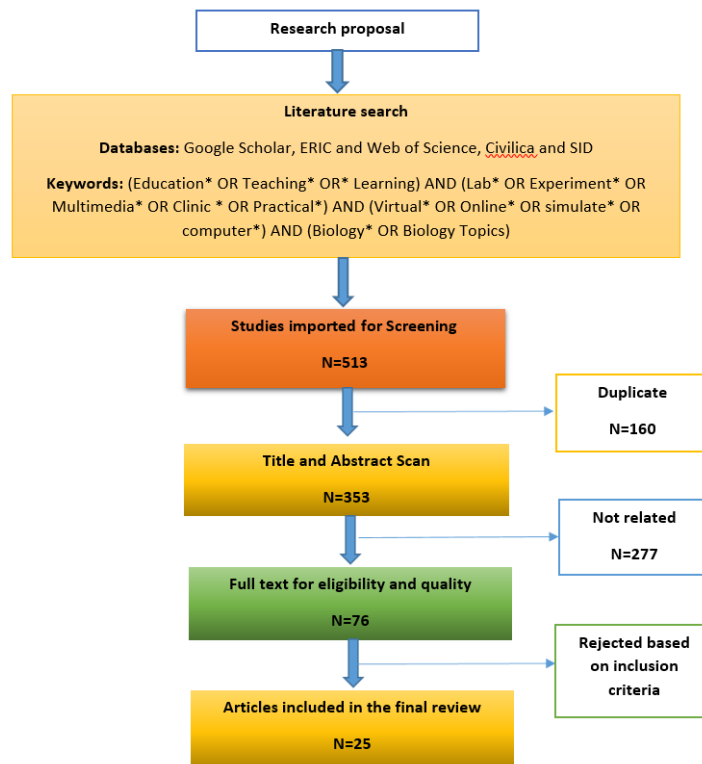 Research proposal
Literature search
Databases: Google Scholar, ERIC and Web of Science, Civilica and SID
Keywords: (Education* OR Teaching* OR* Learning) AND (Lab* OR Experiment* OR
Multimedia* OR Clinic * OR Practical*) AND (Virtual* OR Online* OR simulate* OR
computer*) AND (Biology* OR Biology Topics)
Studies imported for Screening
N=513
Duplicate
N=160
Title and Abstract Scan
N=353
Not related
N=277
Full text for eligibility and quality
N=76
Rejected based
on inclusion
criteria
Articles included in the final review
N=25